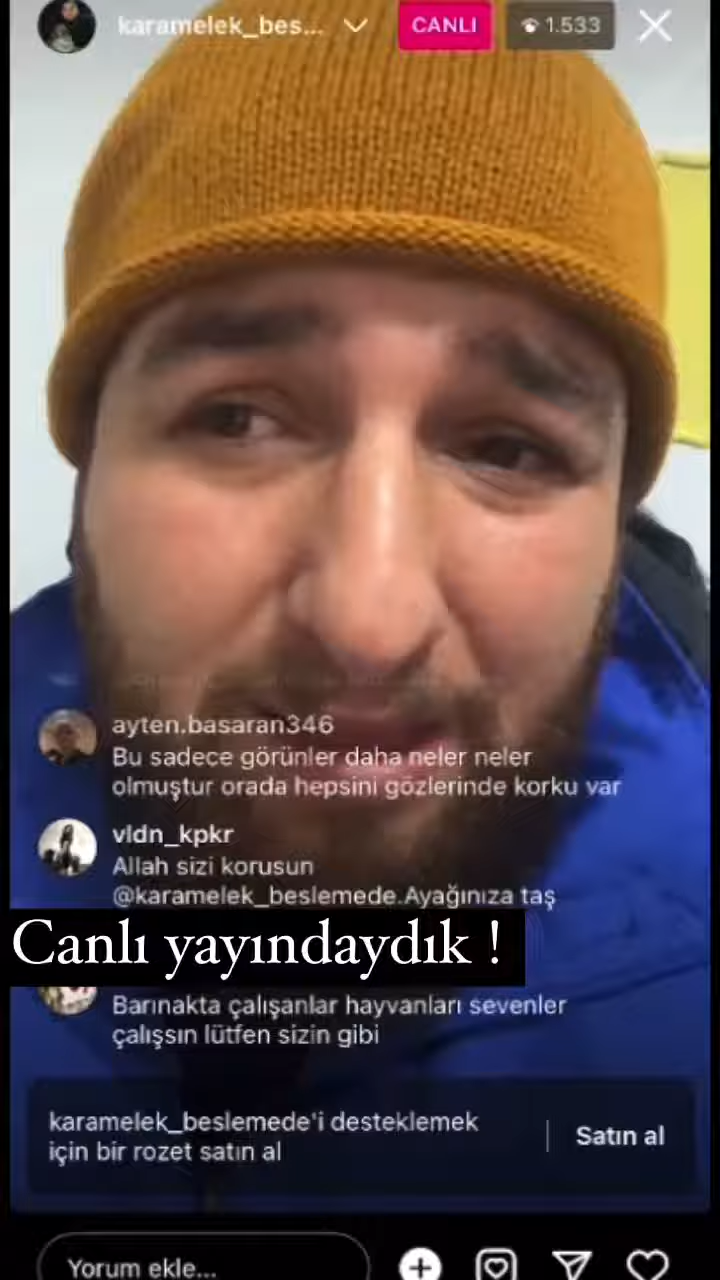 karamelek_bes...
CANLI
1.533
ayten.basaran346
Bu sadece görünler daha neler neler
olmuştur orada hepsini gözlerinde korku var
vldn_kpkr
Allah sizi korusun
@karamelek_beslemede.Ayağınıza taş
Canlı yayındaydık !
Barınakta çalışanlar hayvanları sevenler
çalışsın lütfen sizin gibi
karamelek_beslemede'i desteklemek
için bir rozet satın al
Satın al
Yorum ekle...